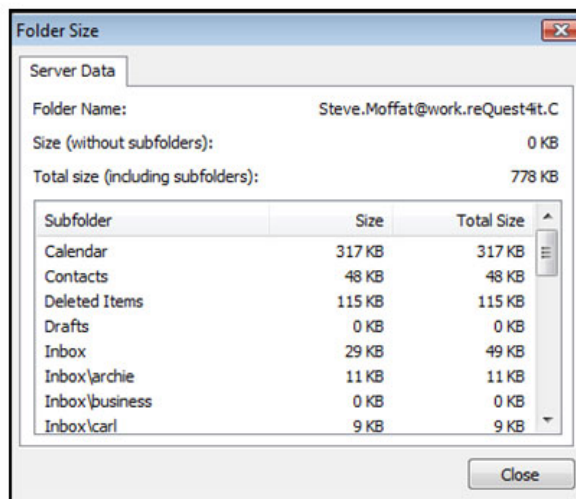 Folder Size
Server Data
Folder Name: Steve.Moffat@work.reQuest4it.C
Size (without subfolders): 0 KB
Total size (including subfolders): 778 KB
Subfolder Size Total Size
Calendar 317 KB 317 KB
Contacts 48 KB 48 KB
Deleted Items 115 KB 115 KB
Drafts 0 KB 0 KB
Inbox 29 KB 49 KB
Inbox\archie 11 KB 11 KB
Inbox\business 0 KB 0 KB
Inbox\carl 9 KB 9 KB
Close